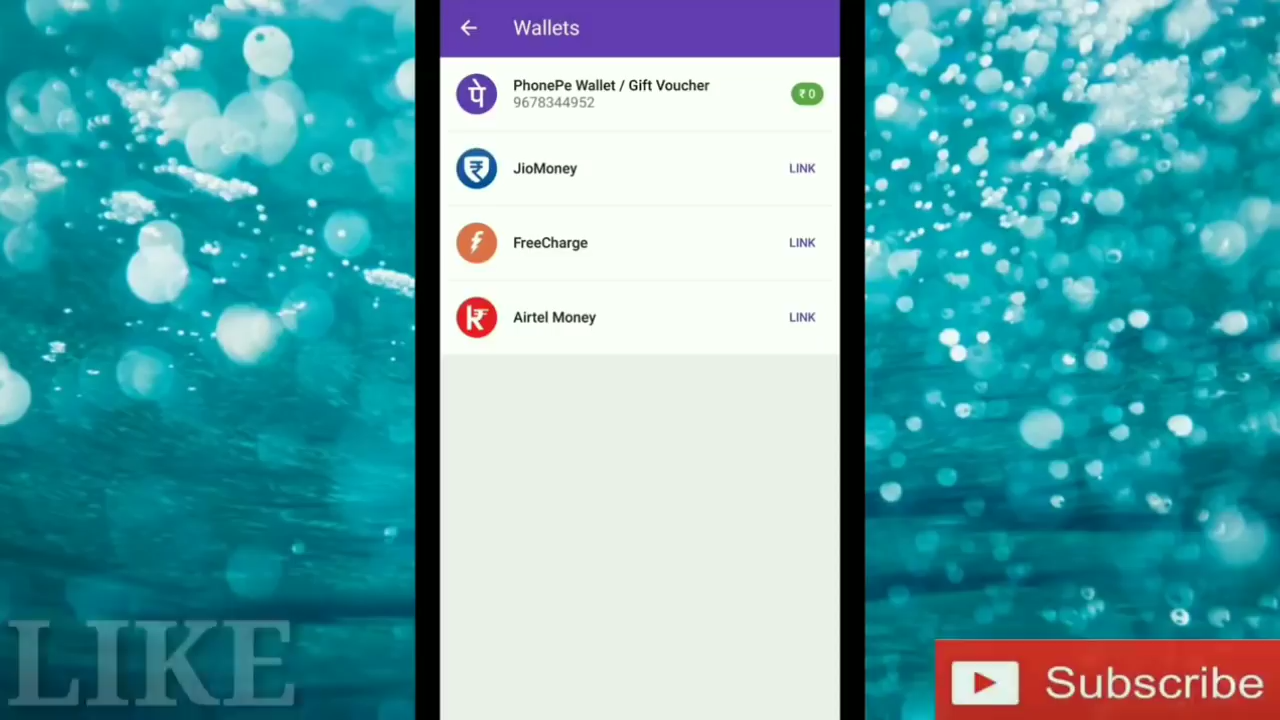 Wallets
पे
PhonePe Wallet / Gift Voucher
9678344952
₹ 0
JioMoney
LINK
FreeCharge
LINK
Airtel Money
LINK
LIKE
Subscribe